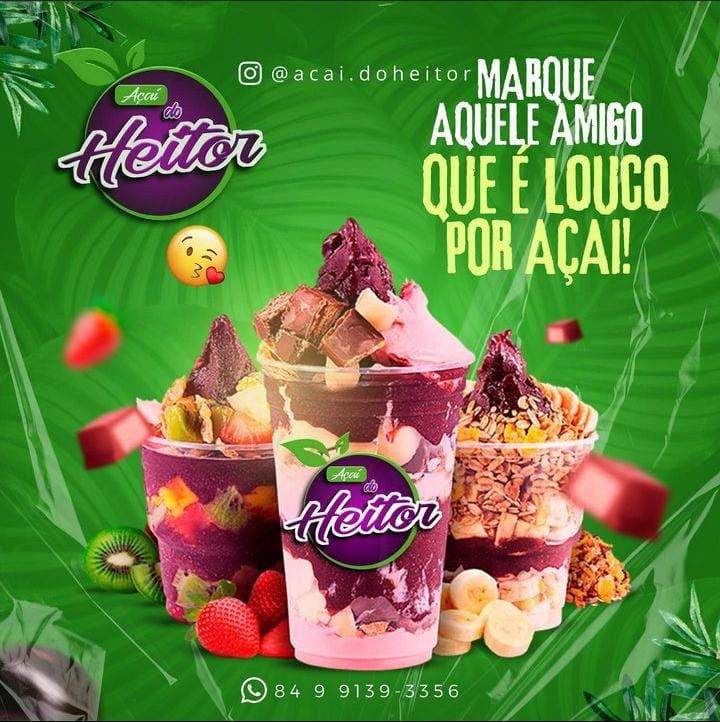 Açaí
do
Heitor
@acai.doheitor
MARQUE
AQUELE AMIGO
QUE É LOUCO
POR AÇAI!
Açaí
do
Heitor
84 9 9139-3356